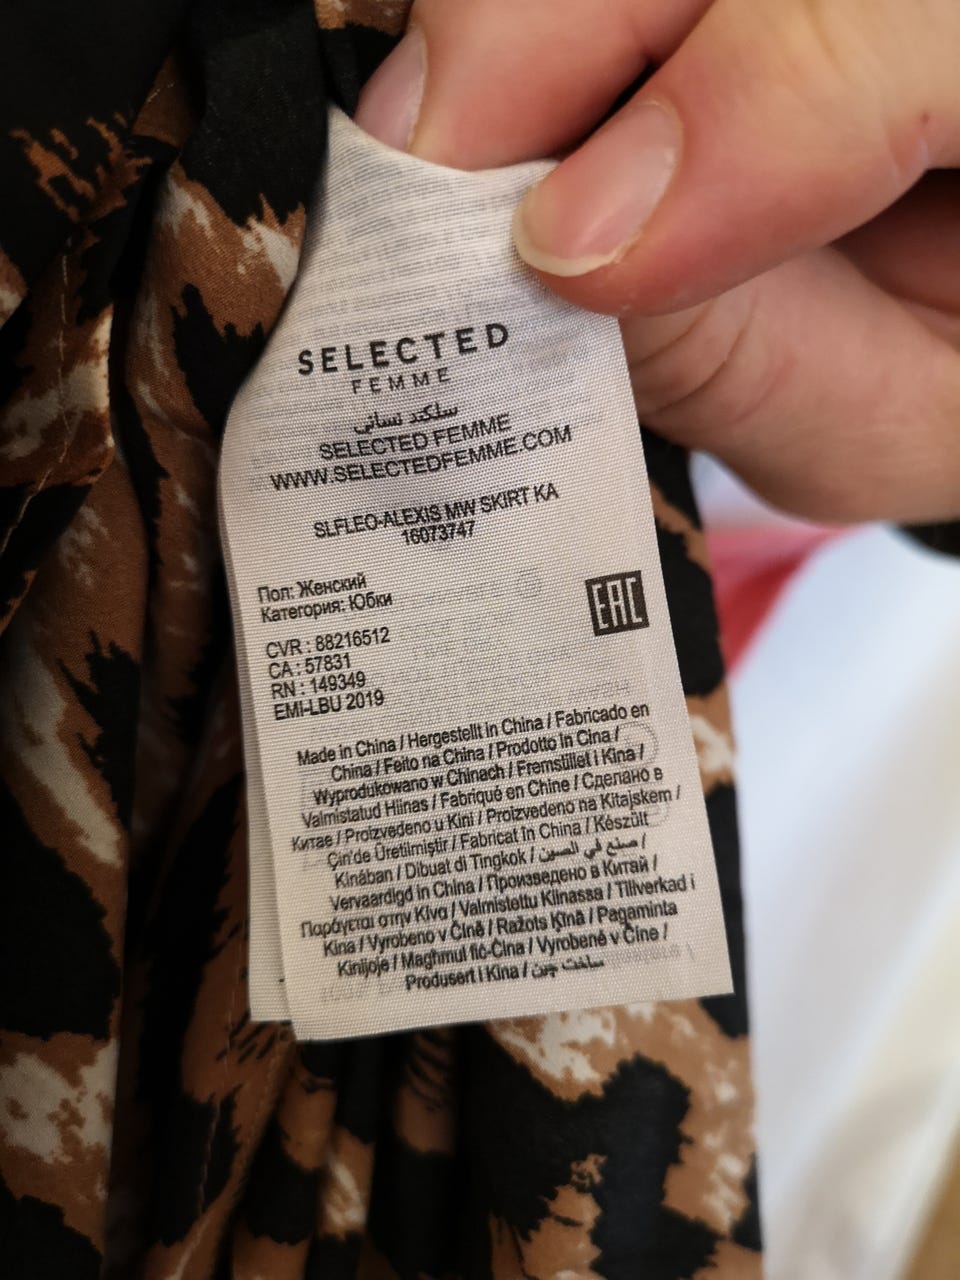 SELECTED
FEMME
سلكتد نسائي
SELECTED FEMME
WWW.SELECTEDFEMME.COM
SLFLEO-ALEXIS MW SKIRT KA
16073747
Пол: Женский
Категория: Юбки
EAC
CVR : 88216512
CA : 57831
RN : 149349
EMI-LBU 2019
Made in China / Hergestellt in China / Fabricado en
China / Feito na China / Prodotto in Cina /
Wyprodukowano w Chinach / Fremstillet i Kina /
Valmistatud Hiinas / Fabriqué en Chine / Сделано в
Китае / Proizvedeno u Kini / Proizvedeno na Kitajskem /
Çin'de Üretilmiştir / Fabricat în China / Készült
Kínában / Dibuat di Tingkok / صنع في الصين /
Vervaardigd in China / Произведено в Китай /
Παράγεται στην Κίνα / Valmistettu Kiinassa / Tillverkad i
Kina / Vyrobeno v Číně / Ražots Ķīnā / Pagaminta
Kinijoje / Magħmul fiċ-Ċina / Vyrobené v Číne /
Produsert i Kina / ساخت چین